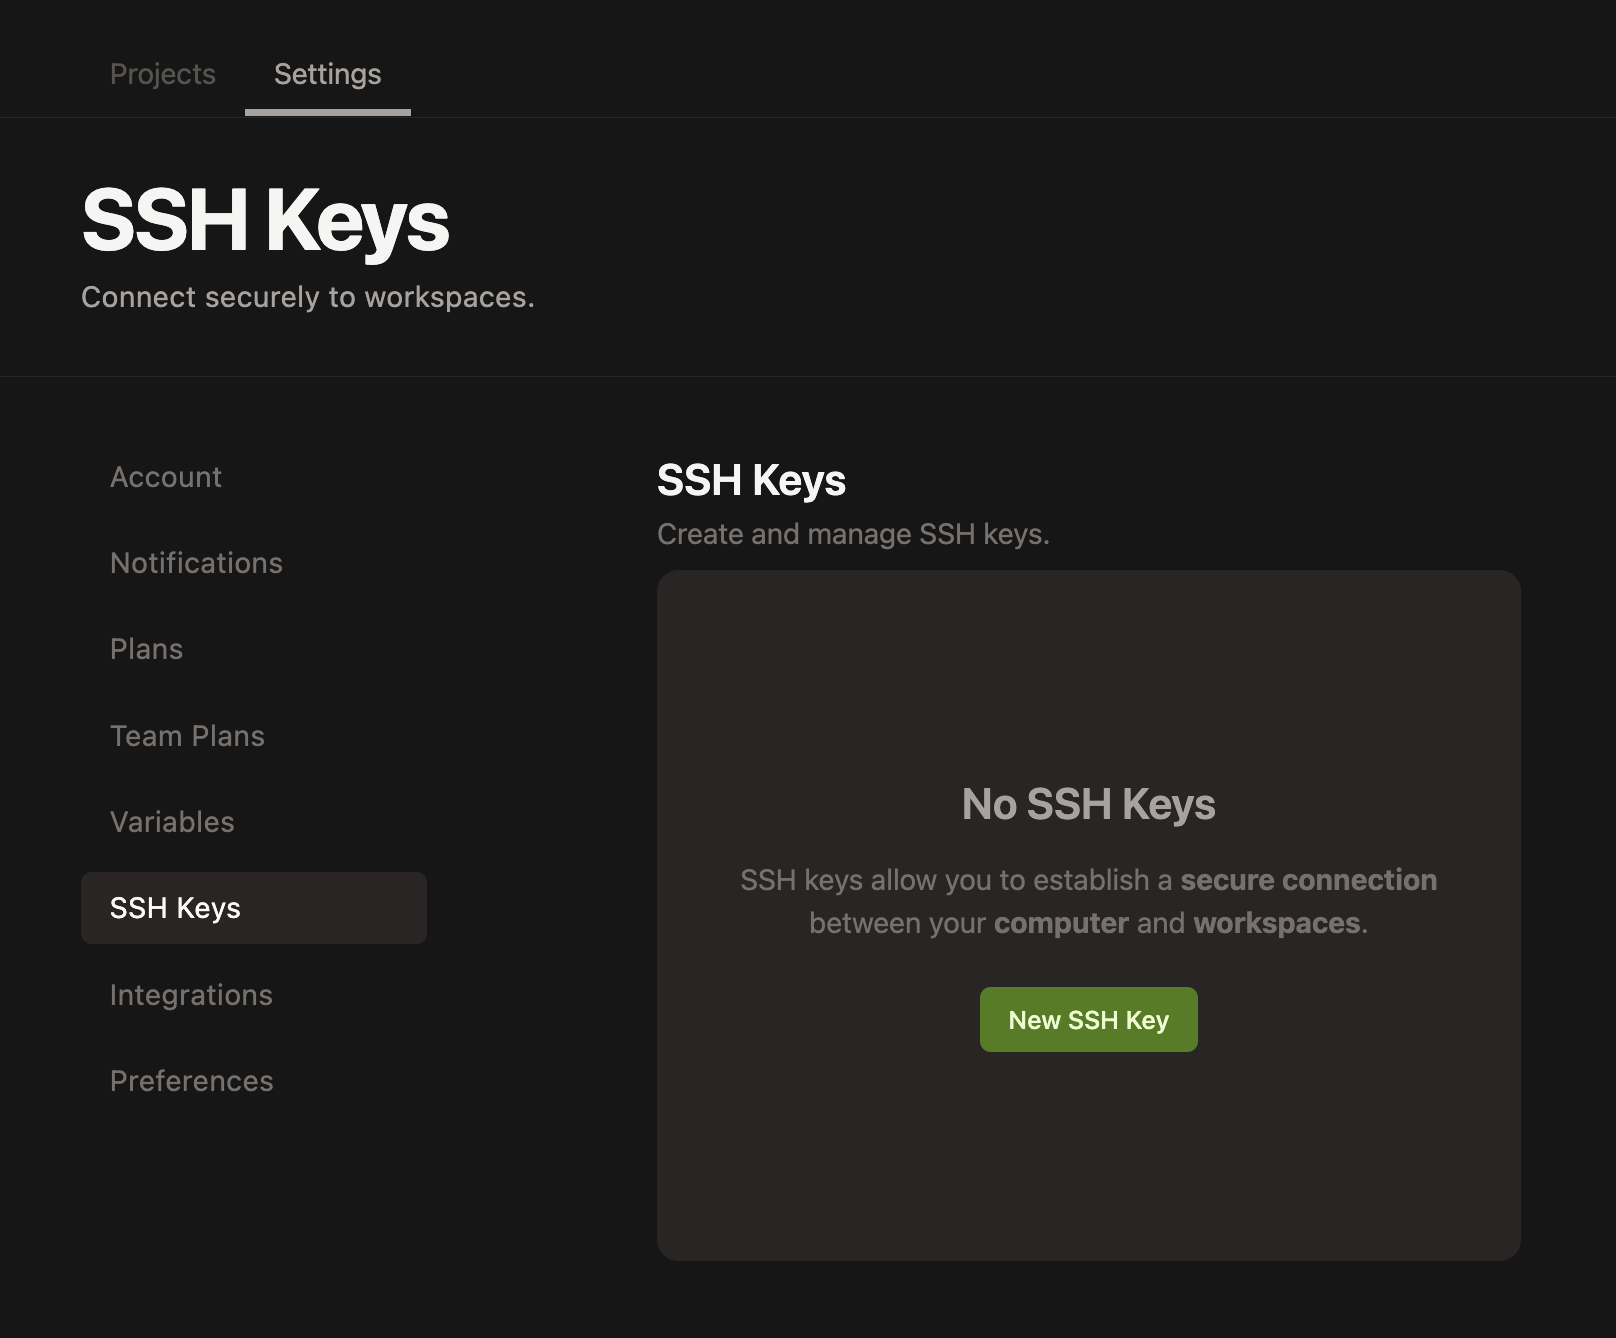 Projects
Settings
SSH Keys
Connect securely to workspaces.
Account
Notifications
Plans
Team Plans
Variables
SSH Keys
Integrations
Preferences
SSH Keys
Create and manage SSH keys.
No SSH Keys
SSH keys allow you to establish a secure connection
between your computer and workspaces.
New SSH Key